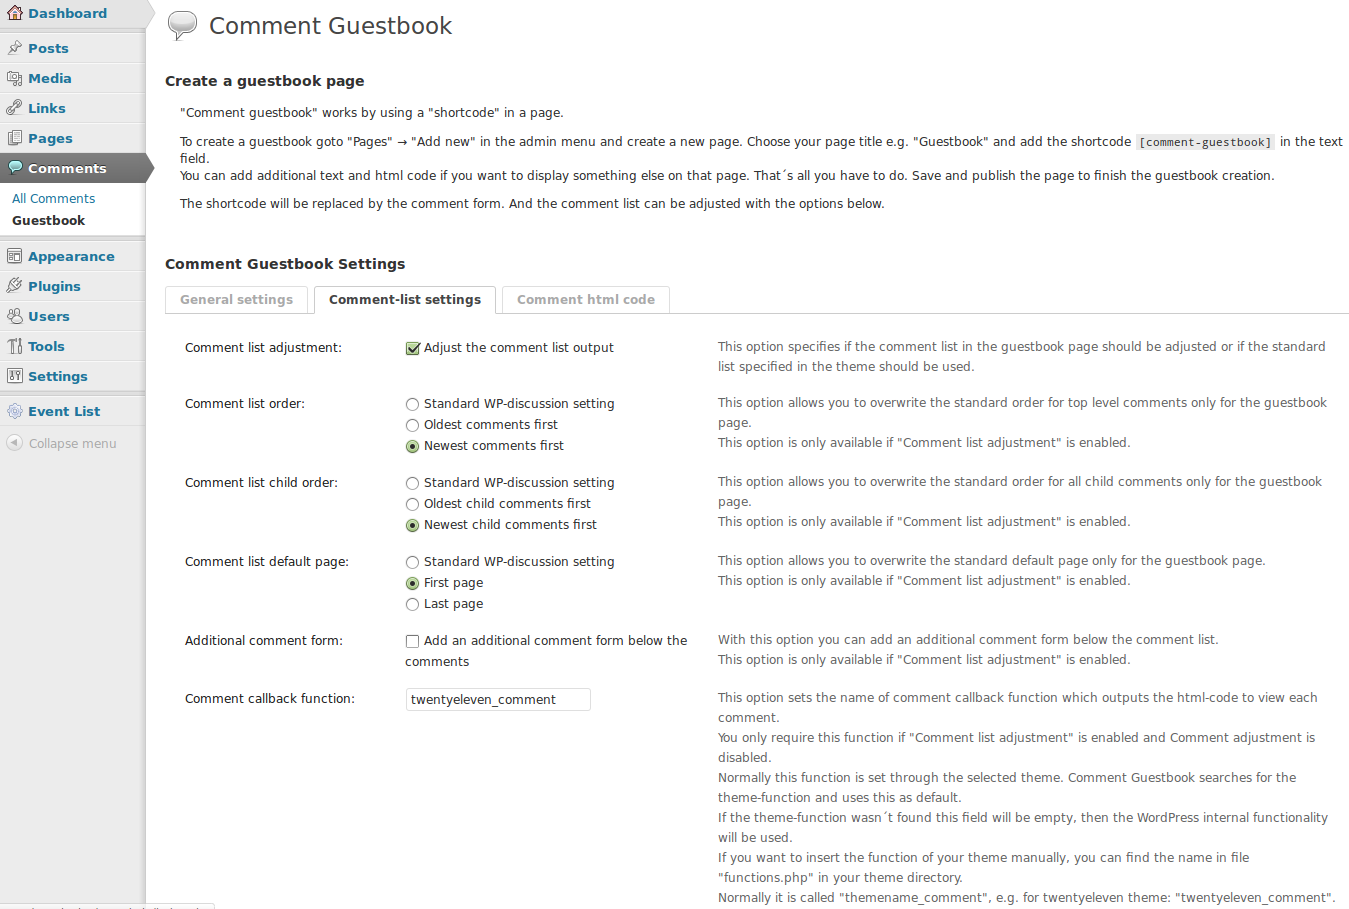 Dashboard
Posts
Media
Links
Pages
Comments
All Comments
Guestbook
Appearance
Plugins
Users
Tools
Settings
Event List
Collapse menu
Comment Guestbook
Create a guestbook page
"Comment guestbook" works by using a "shortcode" in a page.
To create a guestbook goto "Pages" → "Add new" in the admin menu and create a new page. Choose your page title e.g. "Guestbook" and add the shortcode [comment-guestbook] in the text
field.
You can add additional text and html code if you want to display something else on that page. That´s all you have to do. Save and publish the page to finish the guestbook creation.
The shortcode will be replaced by the comment form. And the comment list can be adjusted with the options below.
Comment Guestbook Settings
General settings
Comment-list settings
Comment html code
Comment list adjustment:
Adjust the comment list output
This option specifies if the comment list in the guestbook page should be adjusted or if the standard
list specified in the theme should be used.
Comment list order:
Standard WP-discussion setting
Oldest comments first
Newest comments first
This option allows you to overwrite the standard order for top level comments only for the guestbook
page.
This option is only available if "Comment list adjustment" is enabled.
Comment list child order:
Standard WP-discussion setting
Oldest child comments first
Newest child comments first
This option allows you to overwrite the standard order for all child comments only for the guestbook
page.
This option is only available if "Comment list adjustment" is enabled.
Comment list default page:
Standard WP-discussion setting
First page
Last page
This option allows you to overwrite the standard default page only for the guestbook page.
This option is only available if "Comment list adjustment" is enabled.
Additional comment form:
Add an additional comment form below the
comments
With this option you can add an additional comment form below the comment list.
This option is only available if "Comment list adjustment" is enabled.
Comment callback function:
twentyeleven_comment
This option sets the name of comment callback function which outputs the html-code to view each
comment.
You only require this function if "Comment list adjustment" is enabled and Comment adjustment is
disabled.
Normally this function is set through the selected theme. Comment Guestbook searches for the
theme-function and uses this as default.
If the theme-function wasn´t found this field will be empty, then the WordPress internal functionality
will be used.
If you want to insert the function of your theme manually, you can find the name in file
"functions.php" in your theme directory.
Normally it is called "themename_comment", e.g. for twentyeleven theme: "twentyeleven_comment".